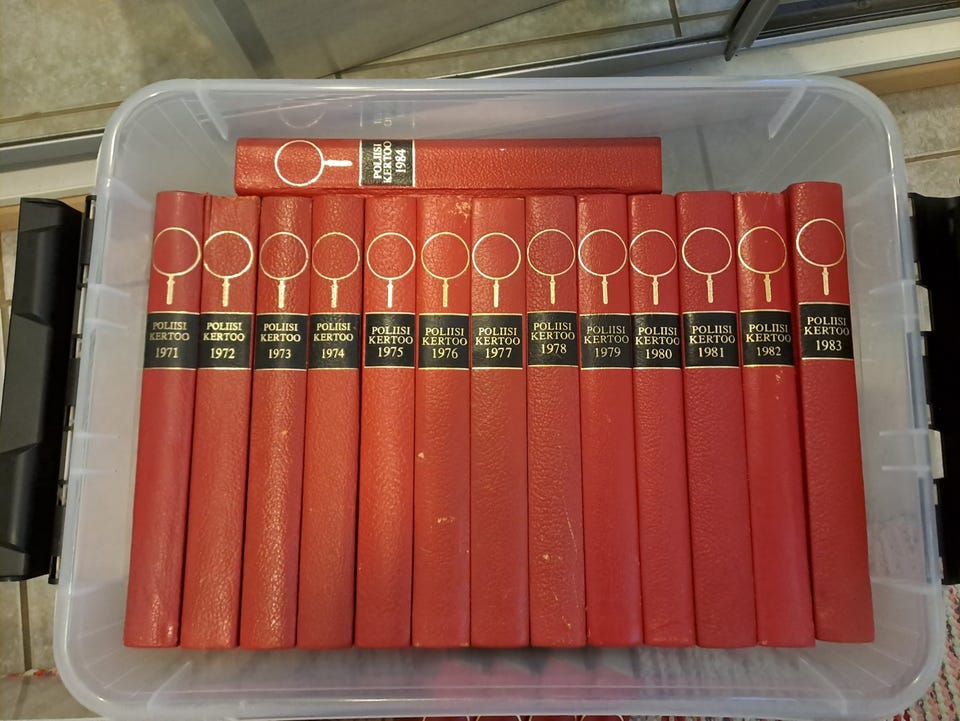 POLIISI
KERTOO
1984
POLIISI
KERTOO
1971
POLIISI
KERTOO
1972
POLIISI
KERTOO
1973
POLIISI
KERTOO
1974
POLIISI
KERTOO
1975
POLIISI
KERTOO
1976
POLIISI
KERTOO
1977
POLIISI
KERTOO
1978
POLIISI
KERTOO
1979
POLIISI
KERTOO
1980
POLIISI
KERTOO
1981
POLIISI
KERTOO
1982
POLIISI
KERTOO
1983